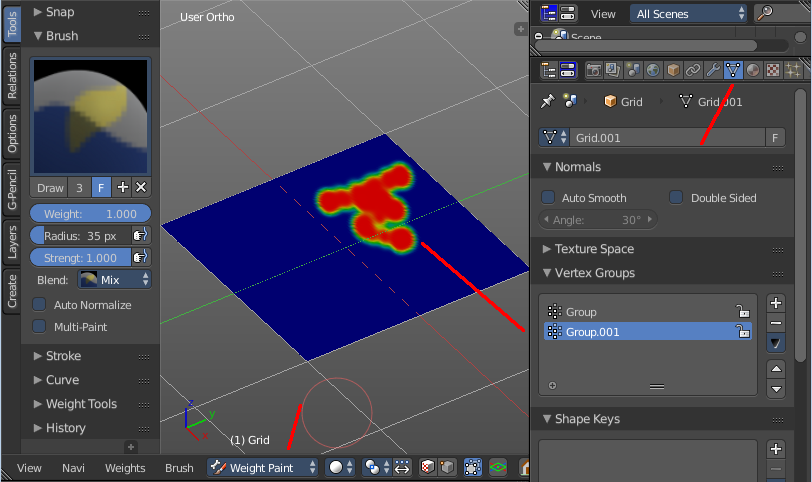 Tools
Relations
Options
G-Pencil
Layers
Create
Snap
Brush
Draw 3 F
Weight: 1.000
Radius: 35 px
Strengt: 1.000
Blend: Mix
Auto Normalize
Multi-Paint
Stroke
Curve
Weight Tools
History
User Ortho
z
y
x
(1) Grid
View Navi Weights Brush Weight Paint
View All Scenes
Scene
Grid Grid.001
Grid.001 F
Normals
Auto Smooth Double Sided
Angle: 30°
Texture Space
Vertex Groups
Group
Group.001
Shape Keys